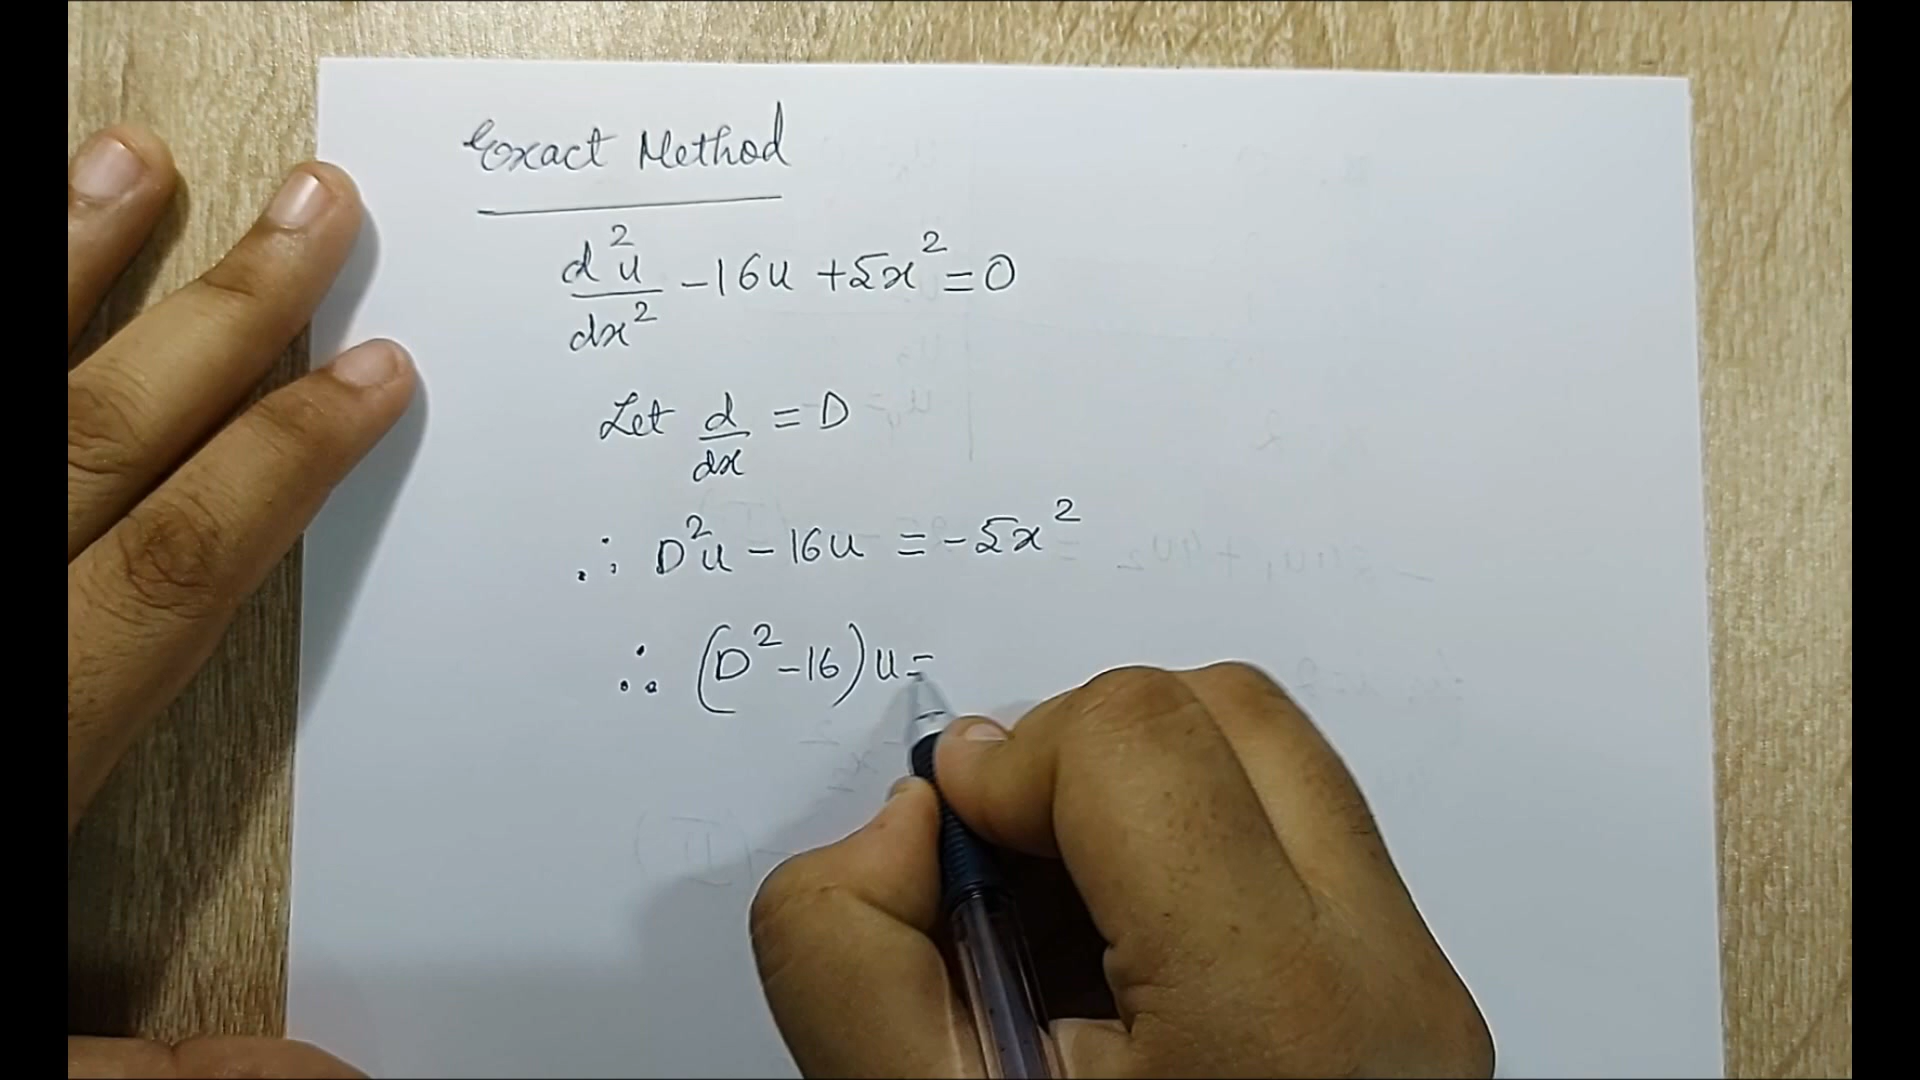 Exact Method
d²u/dx² - 16u + 5x² = 0
Let d/dx = D
∴ D²u - 16u = -5x²
∴ (D² - 16)u =